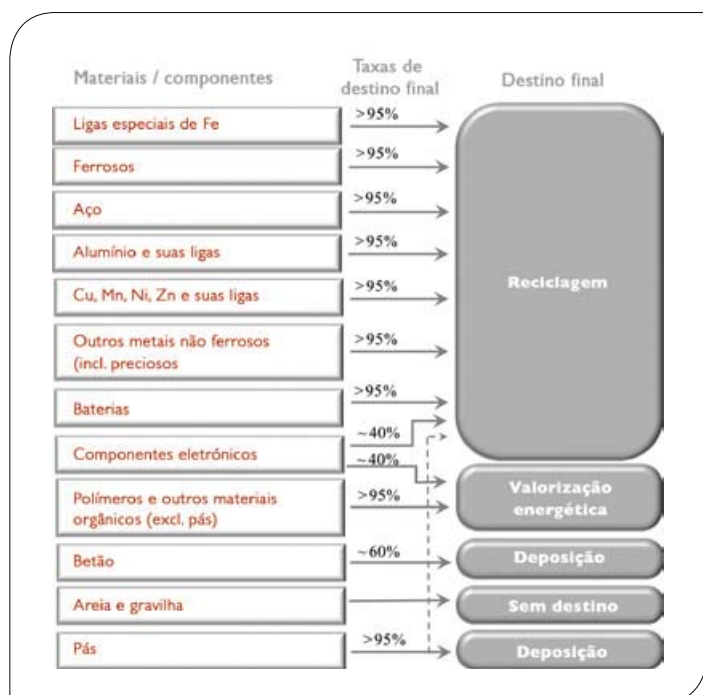 Materiais / componentes
Taxas de
destino final
Destino final
Ligas especiais de Fe
>95%
Ferrosos
>95%
Aço
>95%
Alumínio e suas ligas
>95%
Cu, Mn, Ni, Zn e suas ligas
>95%
Outros metais não ferrosos
(incl. preciosos
>95%
Baterias
>95%
Reciclagem
Componentes eletrónicos
~40%
~40%
Polímeros e outros materiais
orgânicos (excl. pás)
>95%
Valorização
energética
Betão
~60%
Deposição
Areia e gravilha
Sem destino
Pás
>95%
Deposição